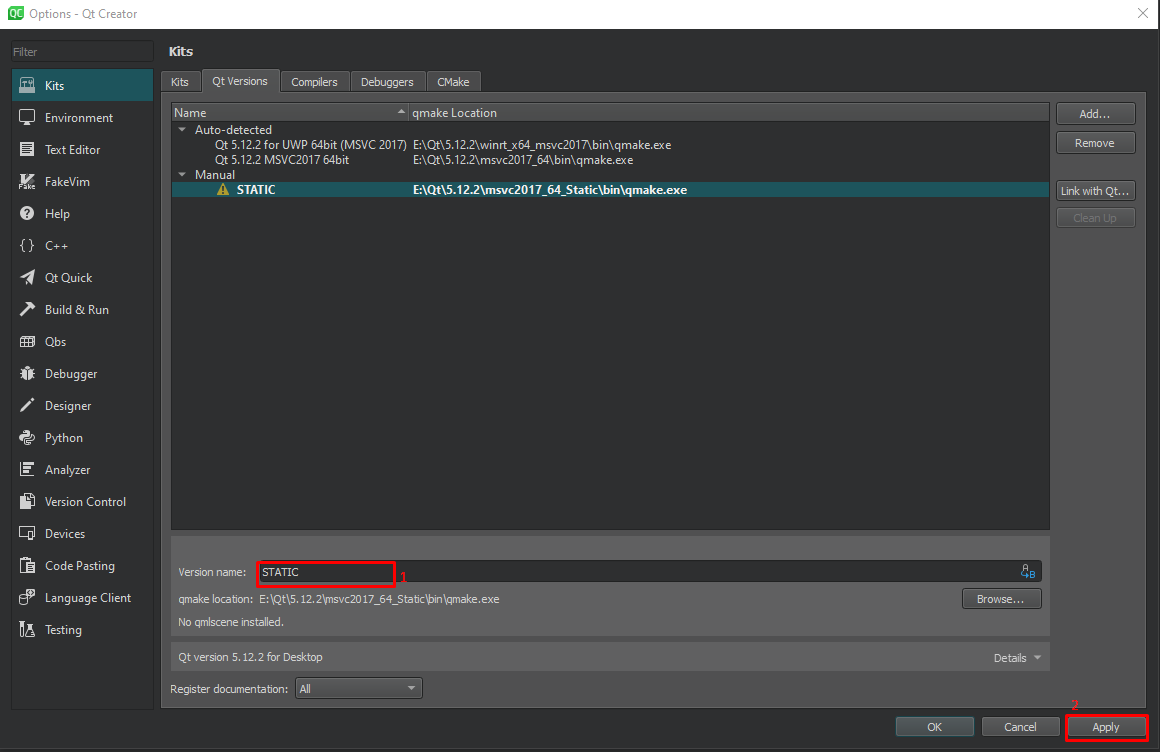 QC Options - Qt Creator
Filter
Kits
Kits
Environment
Text Editor
FakeVim
Help
C++
Qt Quick
Build & Run
Qbs
Debugger
Designer
Python
Analyzer
Version Control
Devices
Code Pasting
Language Client
Testing
Kits Qt Versions Compilers Debuggers CMake
Name qmake Location
Auto-detected
Qt 5.12.2 for UWP 64bit (MSVC 2017) E:\Qt\5.12.2\winrt_x64_msvc2017\bin\qmake.exe
Qt 5.12.2 MSVC2017 64bit E:\Qt\5.12.2\msvc2017_64\bin\qmake.exe
Manual
STATIC E:\Qt\5.12.2\msvc2017_64_Static\bin\qmake.exe
Add...
Remove
Link with Qt...
Clean Up
Version name: STATIC 1
qmake location: E:\Qt\5.12.2\msvc2017_64_Static\bin\qmake.exe Browse...
No qmlscene installed.
Qt version 5.12.2 for Desktop Details
Register documentation: All
2
OK Cancel Apply